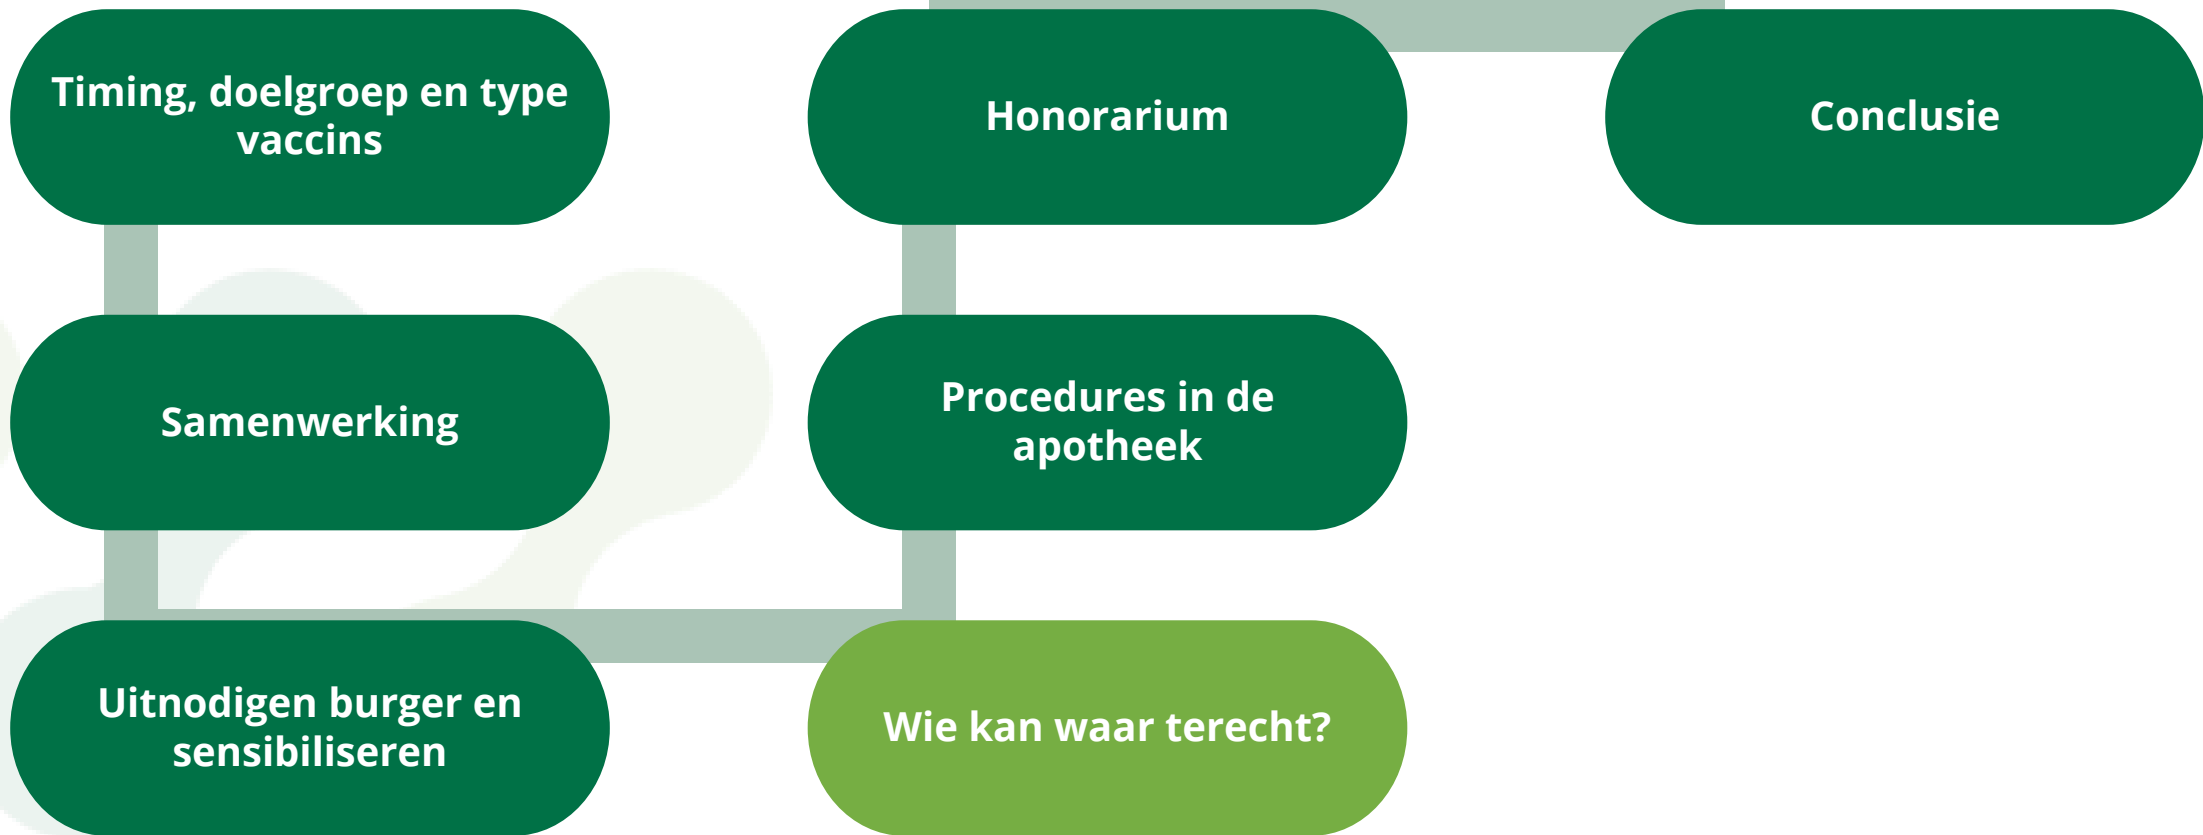 Timing, doelgroep en type
vaccins
Samenwerking
Uitnodigen burger en
sensibiliseren
Wie kan waar terecht?
Procedures in de
apotheek
Honorarium
Conclusie